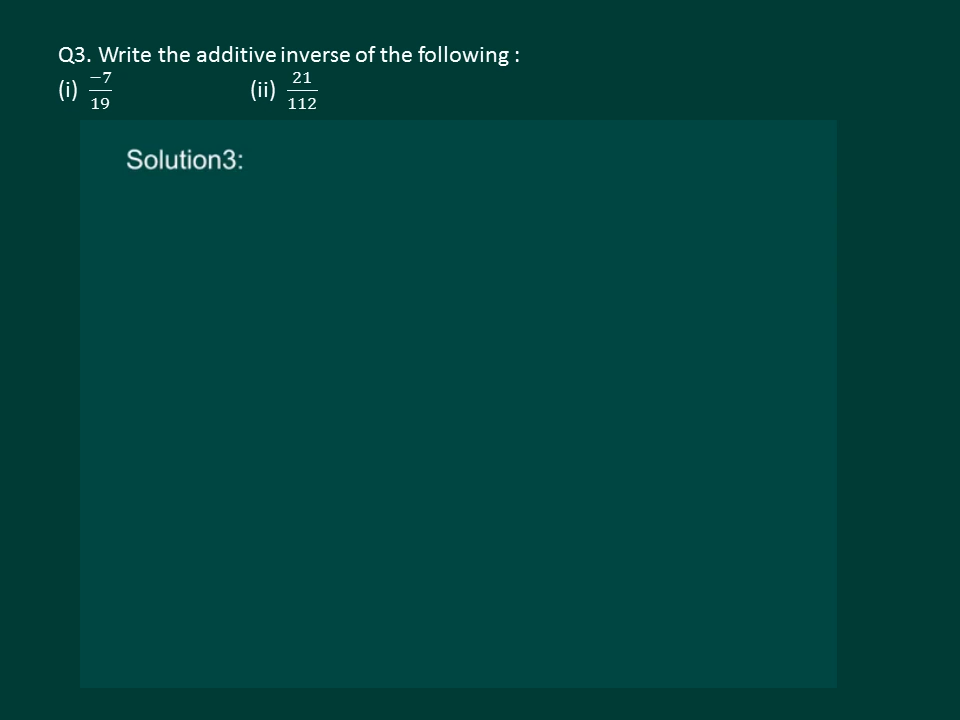 Q3. Write the additive inverse of the following :
(i) −7/19 (ii) 21/112
Solution3: